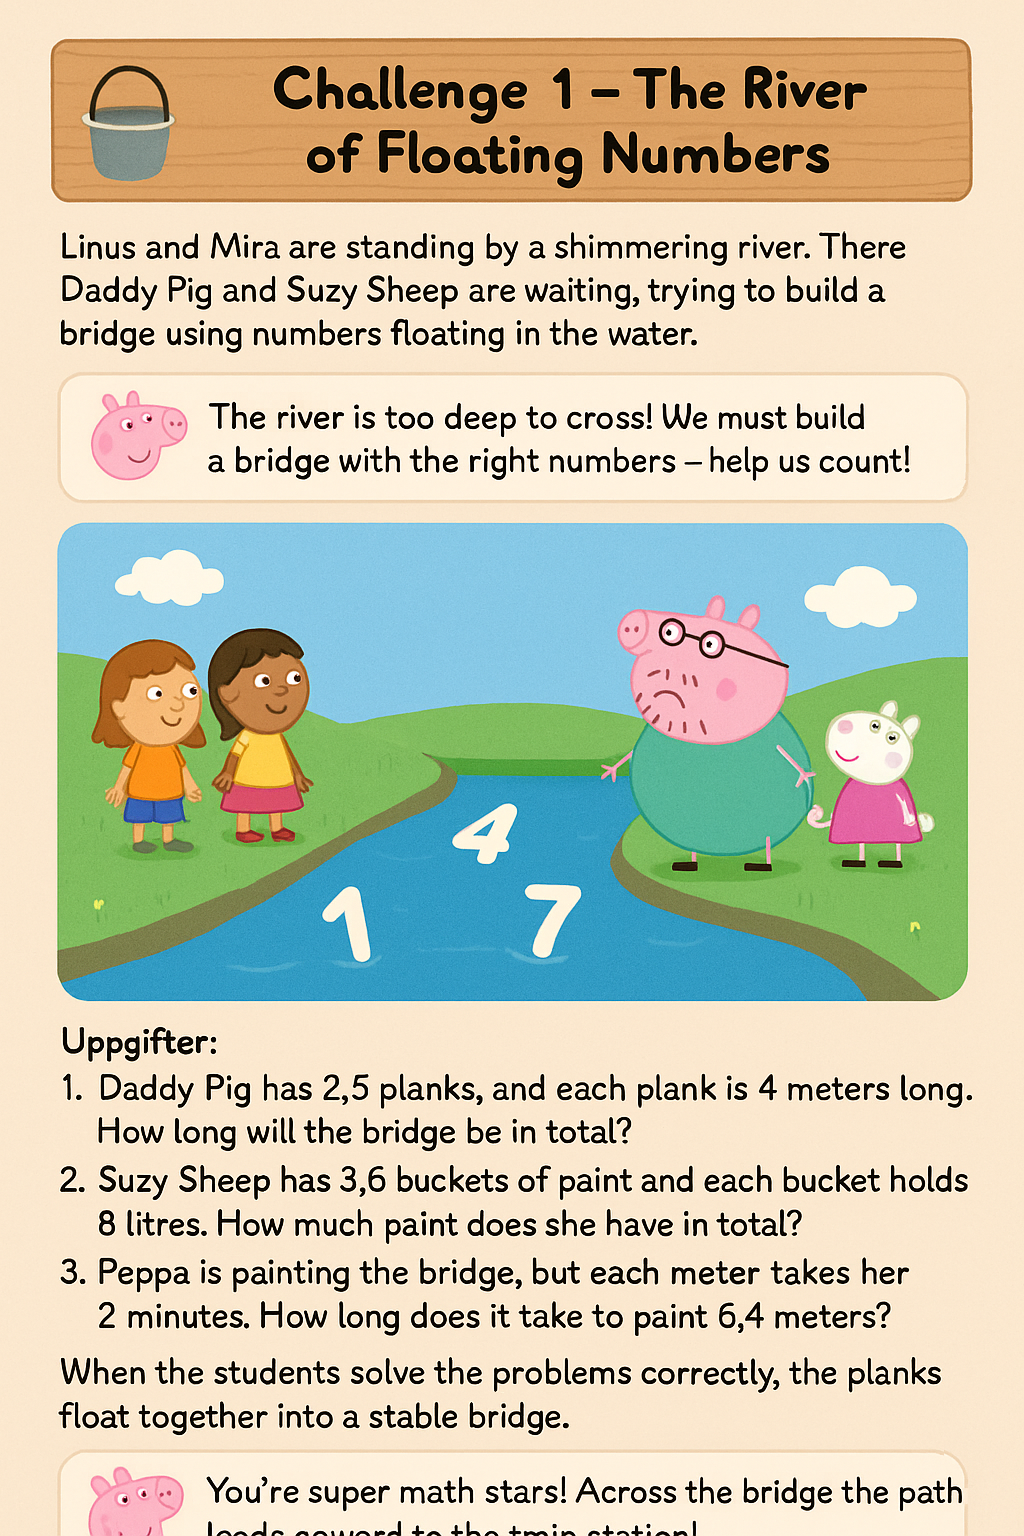 Challenge 1 – The River
of Floating Numbers
Linus and Mira are standing by a shimmering river. There
Daddy Pig and Suzy Sheep are waiting, trying to build a
bridge using numbers floating in the water.
The river is too deep to cross! We must build
a bridge with the right numbers – help us count!
4
1 7
Uppgifter:
1. Daddy Pig has 2,5 planks, and each plank is 4 meters long.
How long will the bridge be in total?
2. Suzy Sheep has 3,6 buckets of paint and each bucket holds
8 litres. How much paint does she have in total?
3. Peppa is painting the bridge, but each meter takes her
2 minutes. How long does it take to paint 6,4 meters?
When the students solve the problems correctly, the planks
float together into a stable bridge.
You're super math stars! Across the bridge the path